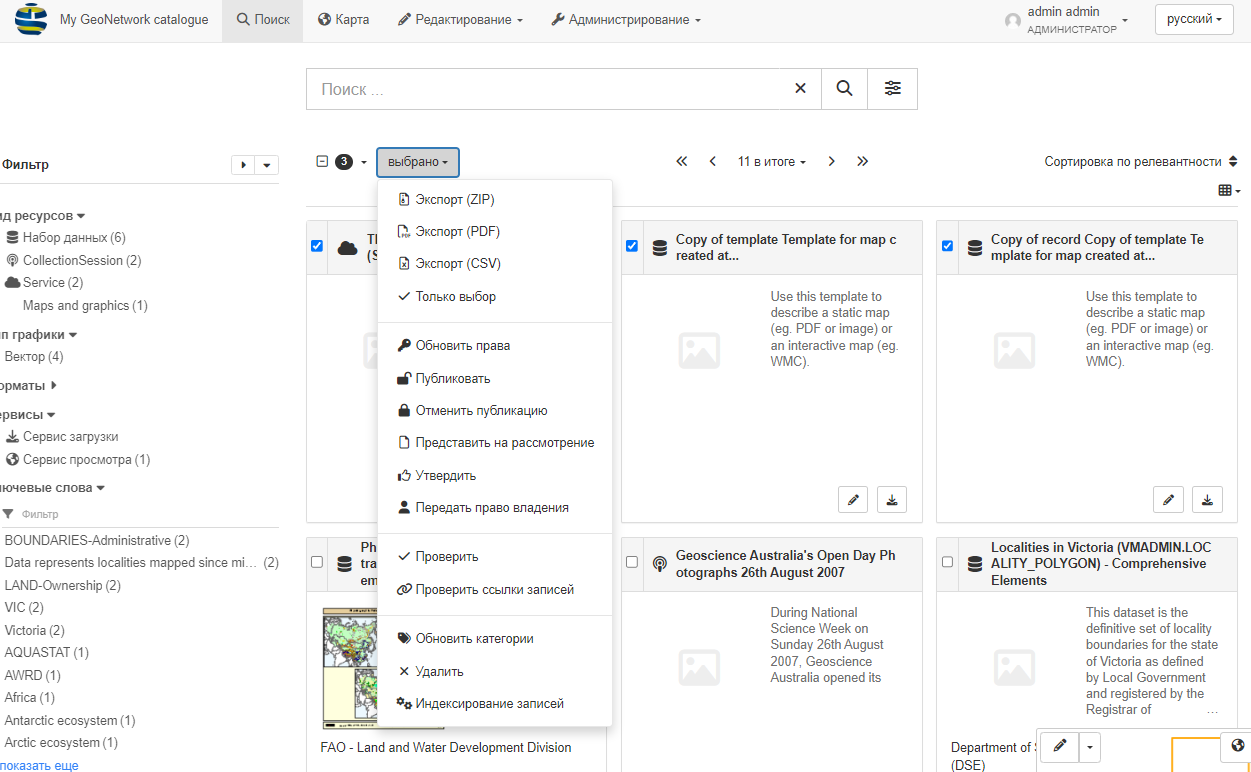 My GeoNetwork catalogue
Поиск
Карта
Редактирование
Администрирование
admin admin
АДМИНИСТРАТОР
русский
Поиск ...
Фильтр
3
выбрано
11 в итоге
Сортировка по релевантности
ид ресурсов
Набор данных (6)
CollectionSession (2)
Service (2)
Maps and graphics (1)
ип графики
Вектор (4)
орматы
ервисы
Сервис загрузки
Сервис просмотра (1)
лючевые слова
Фильтр
BOUNDARIES-Administrative (2)
Data represents localities mapped since mi... (2)
LAND-Ownership (2)
VIC (2)
Victoria (2)
AQUASTAT (1)
AWRD (1)
Africa (1)
Antarctic ecosystem (1)
Arctic ecosystem (1)
показать еще
Экспорт (ZIP)
Экспорт (PDF)
Экспорт (CSV)
Только выбор
Обновить права
Публиковать
Отменить публикацию
Представить на рассмотрение
Утвердить
Передать право владения
Проверить
Проверить ссылки записей
Обновить категории
Удалить
Индексирование записей
(S
Copy of template Template for map c
reated at...
Use this template to
describe a static map
(eg. PDF or image) or
an interactive map (eg.
WMC).
Copy of record Copy of template Te
mplate for map created at...
Use this template to
describe a static map
(eg. PDF or image) or
an interactive map (eg.
WMC).
Ph
tra
em
FAO - Land and Water Development Division
Geoscience Australia's Open Day Ph
otographs 26th August 2007
During National
Science Week on
Sunday 26th August
2007, Geoscience
Australia opened its
Localities in Victoria (VMADMIN.LOC
ALITY_POLYGON) - Comprehensive
Elements
This dataset is the
definitive set of locality
boundaries for the state
of Victoria as defined
by Local Government
and registered by the
Registrar of ...
Department of
(DSE)